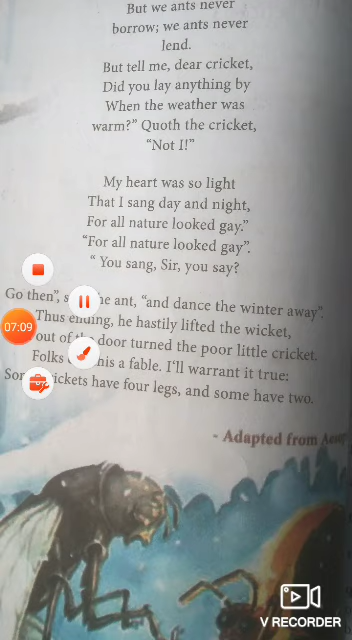 But we ants never
borrow; we ants never
lend.
But tell me, dear cricket,
Did you lay anything by
When the weather was
warm?” Quoth the cricket,
“Not I!”
My heart was so light
That I sang day and night,
For all nature looked gay.”
“For all nature looked gay”.
“ You sang, Sir, you say?
Go then”, the ant, “and dance the winter away”.
Thus ending, he hastily lifted the wicket,
out of the door turned the poor little cricket.
Folks this a fable. I'll warrant it true:
crickets have four legs, and some have two.
- Adapted from
07:09
V RECORDER